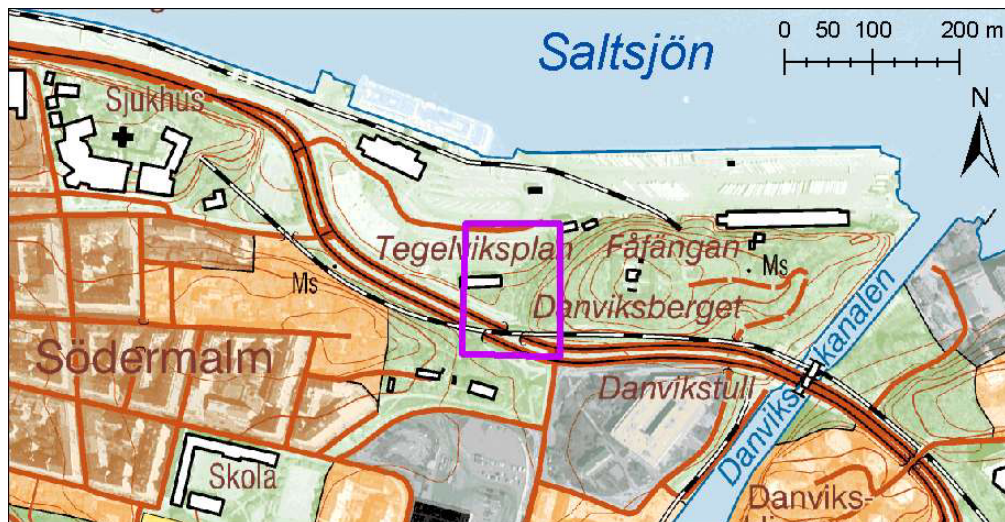 Saltsjön
0 50 100 200 m
N
Sjukhus
Tegelviksplan
Fåfängan
Ms
Ms
Danviksberget
Södermalm
Danvikstull
Danvikskanalen
Skola
Danviks-